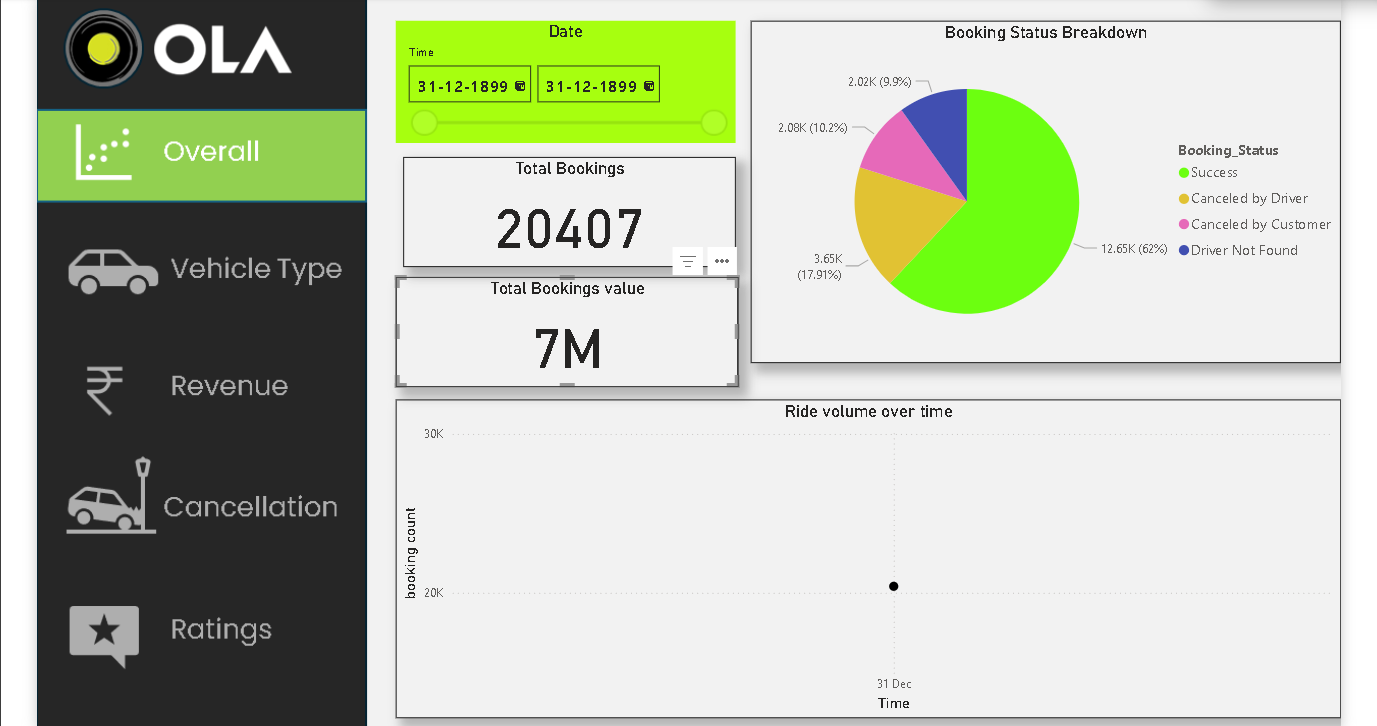 OLA
Overall
Vehicle Type
₹ Revenue
Cancellation
Ratings
Date
Time
31-12-1899 31-12-1899
Total Bookings
20407
Total Bookings value
7M
Booking Status Breakdown
2.02K (9.9%)
2.08K (10.2%)
3.65K
(17.91%)
12.65K (62%)
Booking_Status
Success
Canceled by Driver
Canceled by Customer
Driver Not Found
Ride volume over time
booking count
30K
20K
31 Dec
Time